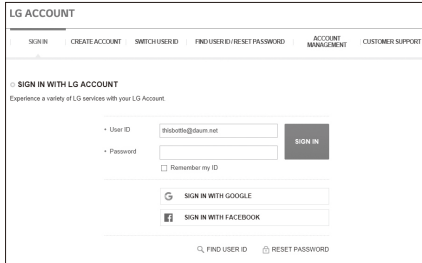 LG ACCOUNT
SIGN IN CREATE ACCOUNT SWITCH USER ID FIND USER ID / RESET PASSWORD ACCOUNT MANAGEMENT CUSTOMER SUPPORT
SIGN IN WITH LG ACCOUNT
Experience a variety of LG services with your LG Account.
• User ID thisbottle@daum.net
SIGN IN
• Password
Remember my ID
G SIGN IN WITH GOOGLE
f SIGN IN WITH FACEBOOK
FIND USER ID RESET PASSWORD